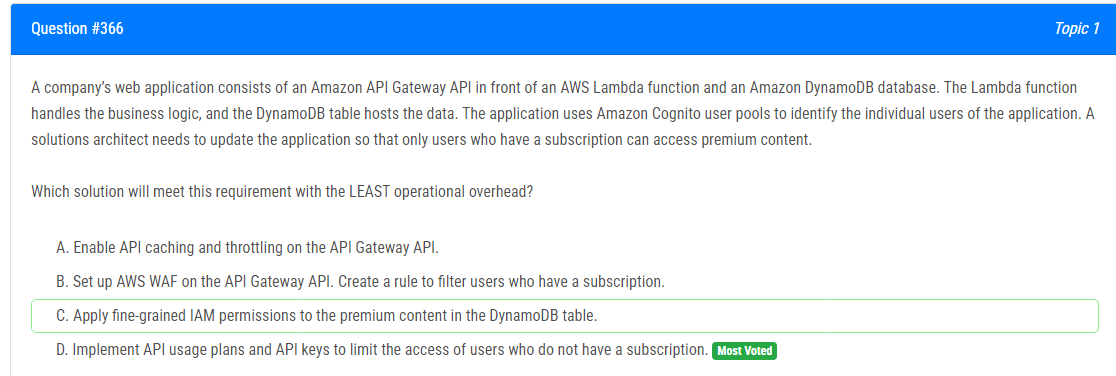 Question #366
Topic 1
A company’s web application consists of an Amazon API Gateway API in front of an AWS Lambda function and an Amazon DynamoDB database. The Lambda function
handles the business logic, and the DynamoDB table hosts the data. The application uses Amazon Cognito user pools to identify the individual users of the application. A
solutions architect needs to update the application so that only users who have a subscription can access premium content.
Which solution will meet this requirement with the LEAST operational overhead?
A. Enable API caching and throttling on the API Gateway API.
B. Set up AWS WAF on the API Gateway API. Create a rule to filter users who have a subscription.
C. Apply fine-grained IAM permissions to the premium content in the DynamoDB table.
D. Implement API usage plans and API keys to limit the access of users who do not have a subscription. Most Voted